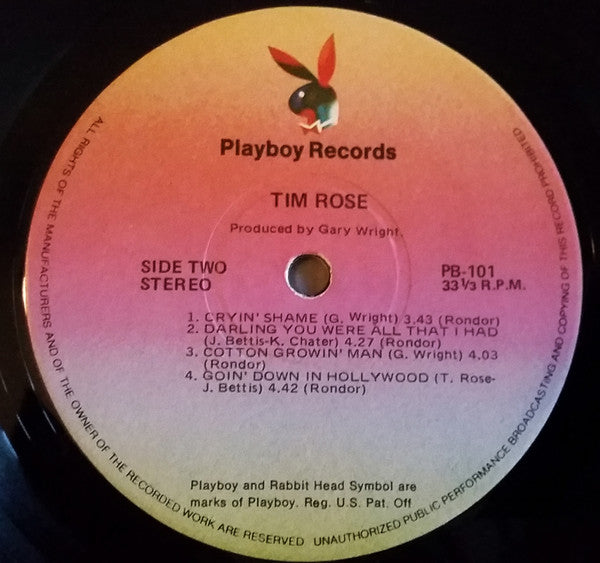 Playboy Records
TIM ROSE
Produced by Gary Wright.
SIDE TWO
STEREO
PB-101
33 1/3 R.P.M.
1. CRYIN' SHAME (G. Wright) 3.43 (Rondor)
2. DARLING YOU WERE ALL THAT I HAD
(J. Bettis-K. Chater) 4.27 (Rondor)
3. COTTON GROWIN' MAN (G. Wright) 4.03
(Rondor)
4. GOIN' DOWN IN HOLLYWOOD (T. Rose-
J. Bettis) 4.42 (Rondor)
Playboy and Rabbit Head Symbol are
marks of Playboy. Reg. U.S. Pat. Off
ALL RIGHTS OF THE MANUFACTURERS AND OF THE OWNER OF THE RECORDED WORK ARE RESERVED UNAUTHORIZED PUBLIC PERFORMANCE BROADCASTING AND COPYING OF THIS RECORD PROHIBITED